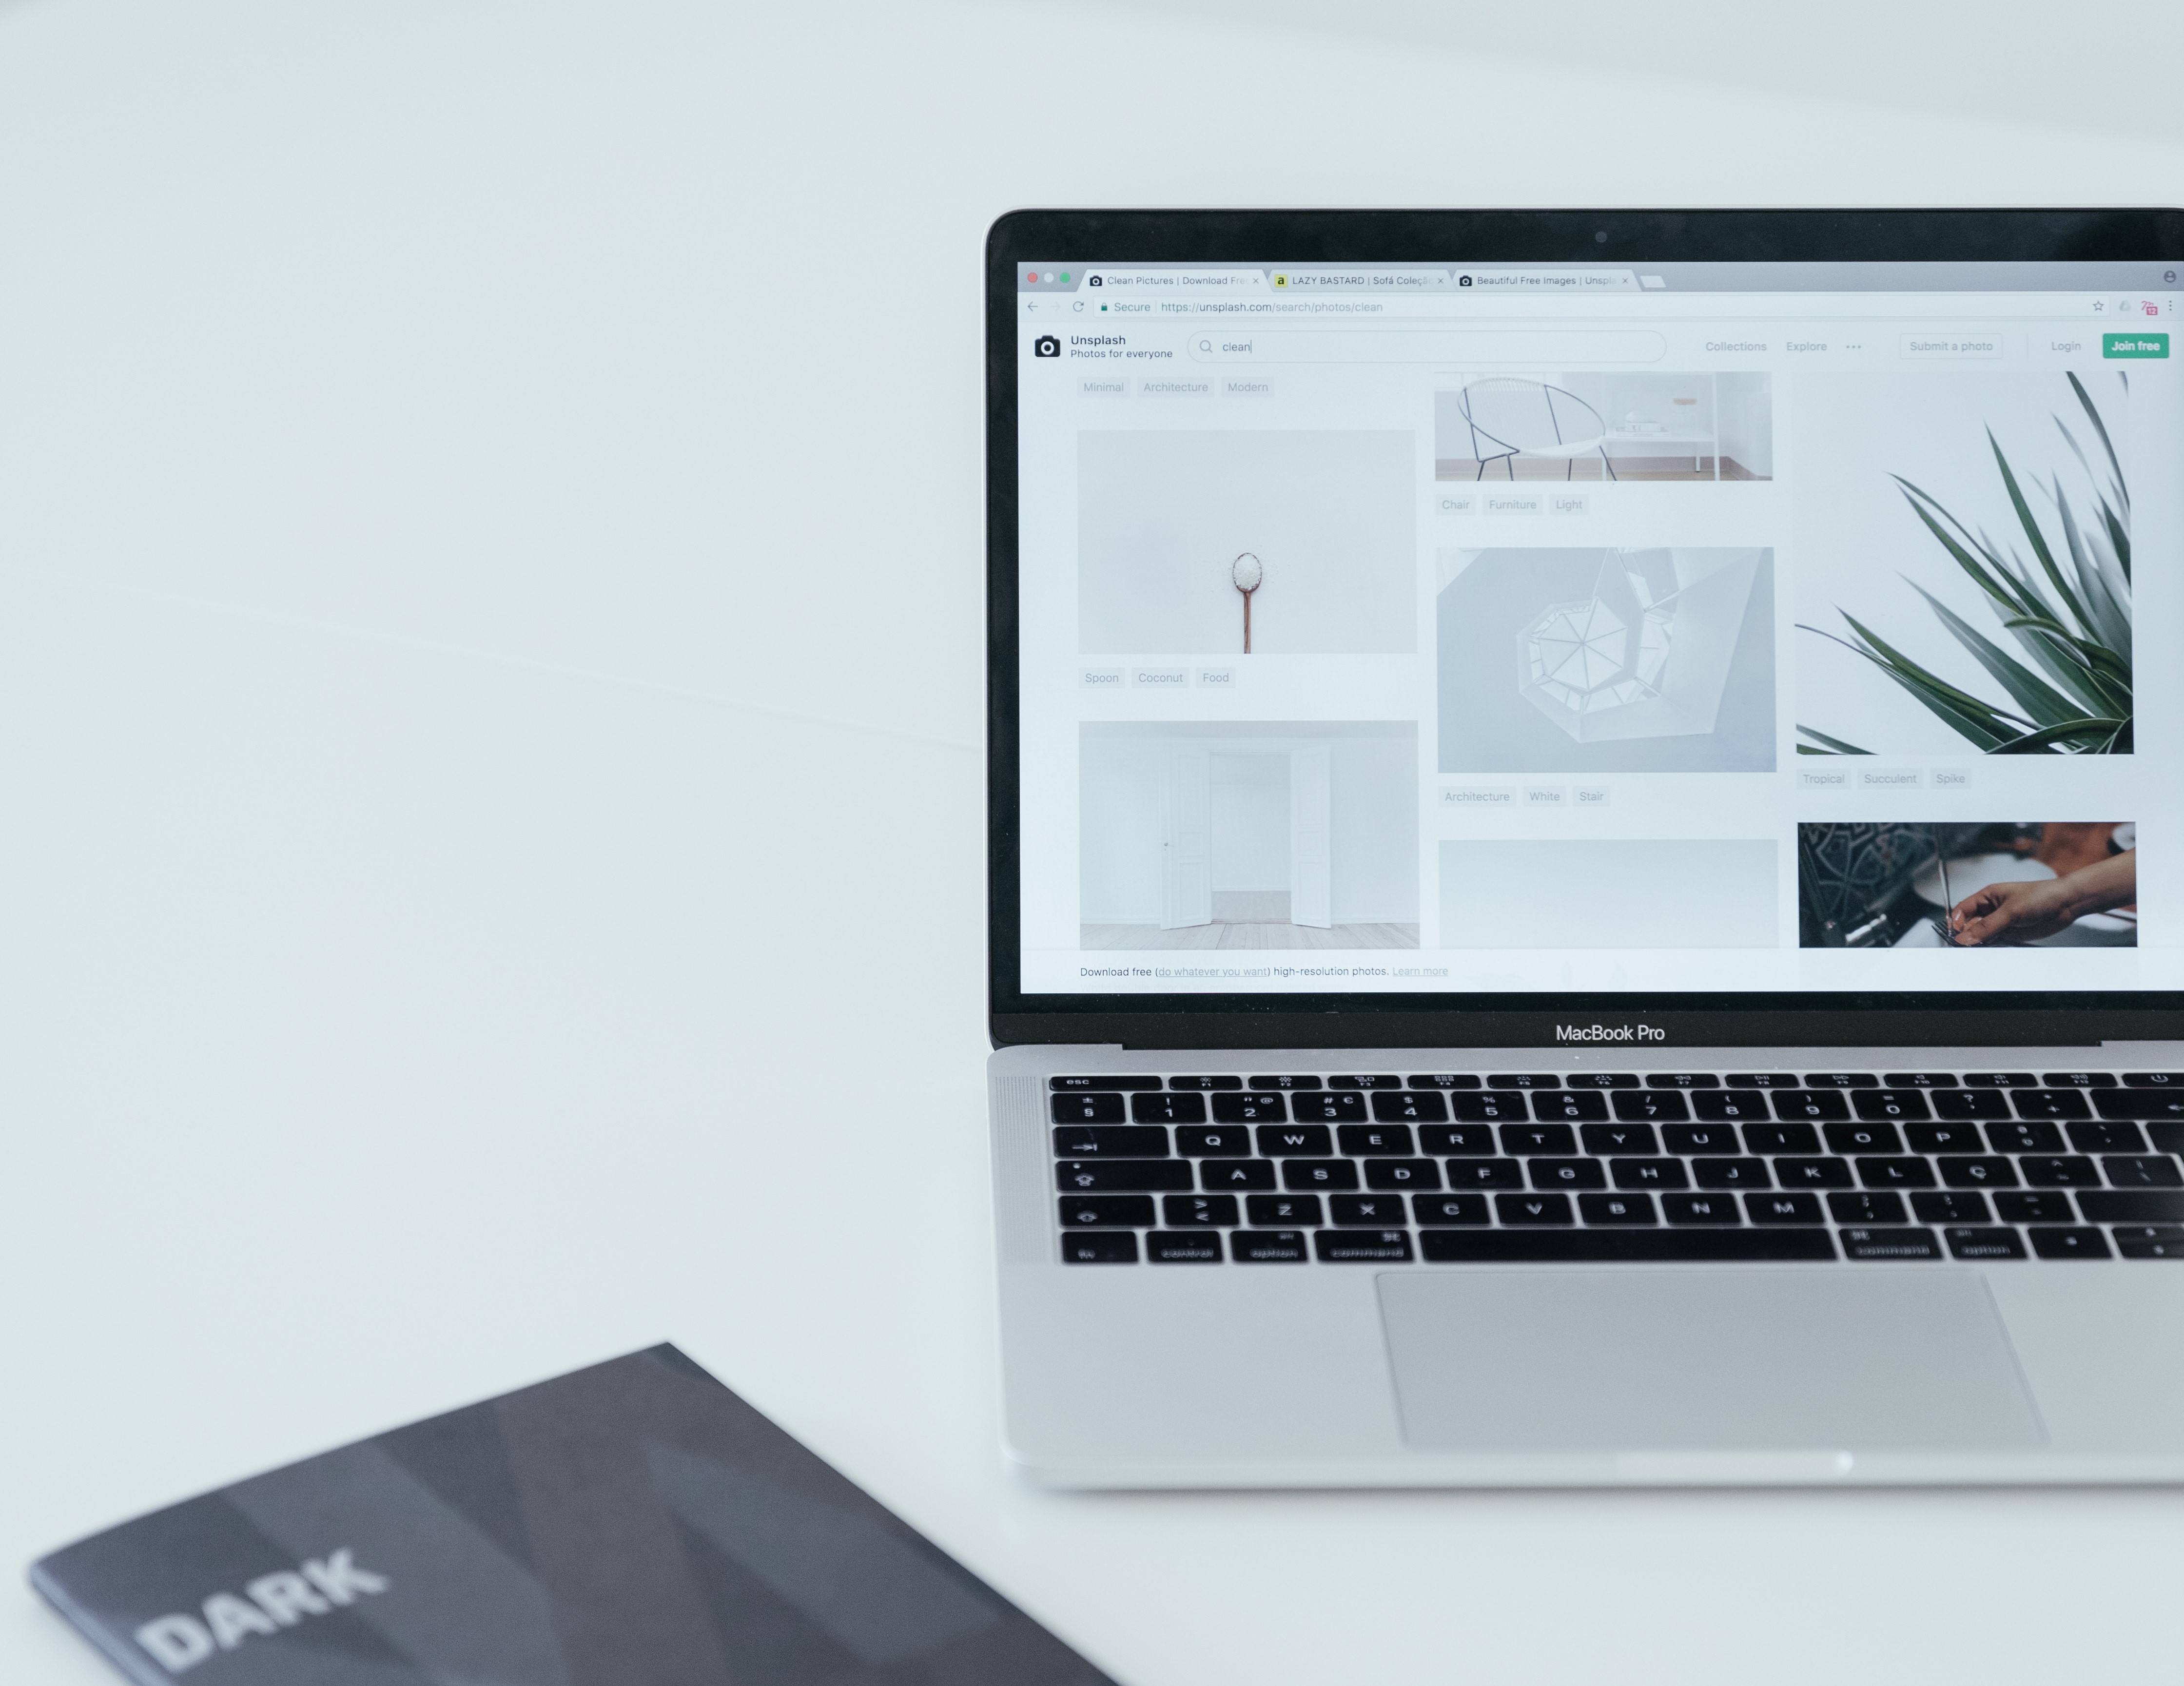 Clean Pictures | Download Fre
a LAZY BASTARD | Sofá Coleçã
Beautiful Free Images | Unspla
Secure https://unsplash.com/search/photos/clean
Unsplash
Photos for everyone
clean
Collections Explore Submit a photo Login Join free
Minimal Architecture Modern
Chair Furniture Light
Spoon Coconut Food
Architecture White Stair
Tropical Succulent Spike
Download free (do whatever you want) high-resolution photos. Learn more
MacBook Pro
esc
1 2 3 4 5 6 7 8 9 0
Q W E R T Y U I O P
A S D F G H J K L Ç
Z X C V B N M
fn control option command command option
DARK